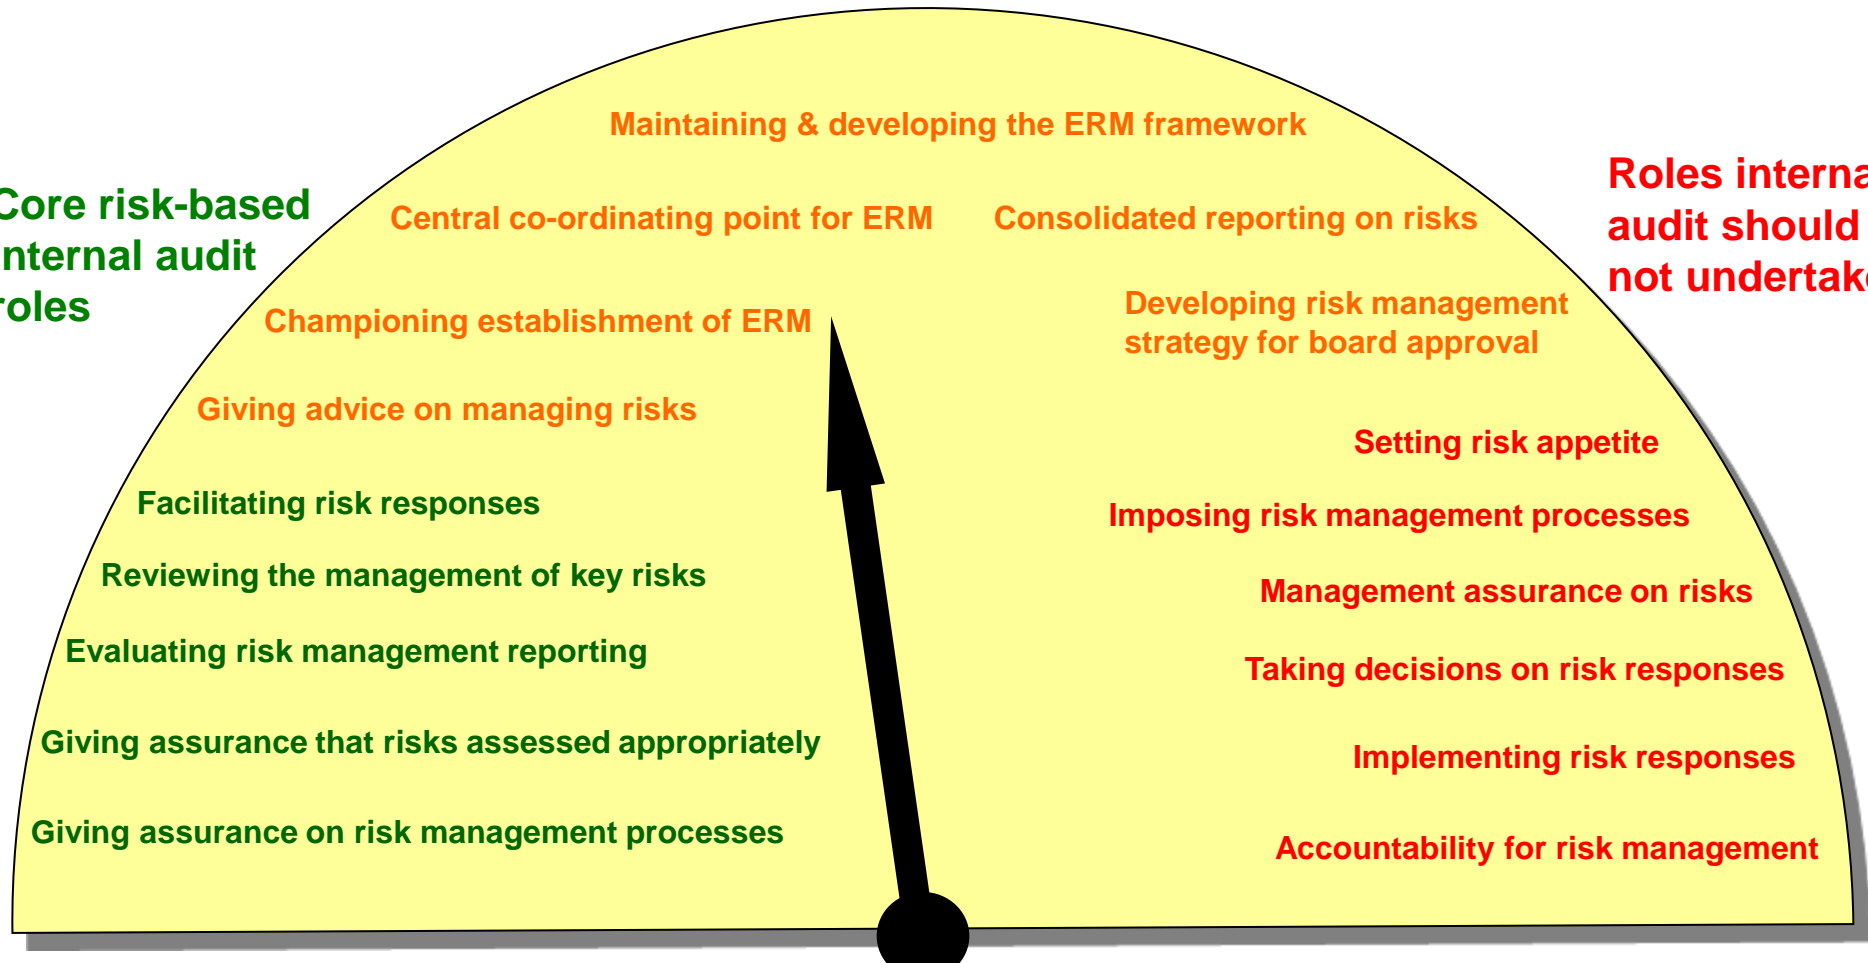 Maintaining & developing the ERM framework
Core risk-based
internal audit
roles
Central co-ordinating point for ERM
Consolidated reporting on risks
Roles interna
audit should
not undertake
Championing establishment of ERM
Developing risk management
strategy for board approval
Giving advice on managing risks
Setting risk appetite
Facilitating risk responses
Imposing risk management processes
Reviewing the management of key risks
Management assurance on risks
Evaluating risk management reporting
Taking decisions on risk responses
Giving assurance that risks assessed appropriately
Implementing risk responses
Giving assurance on risk management processes
Accountability for risk management